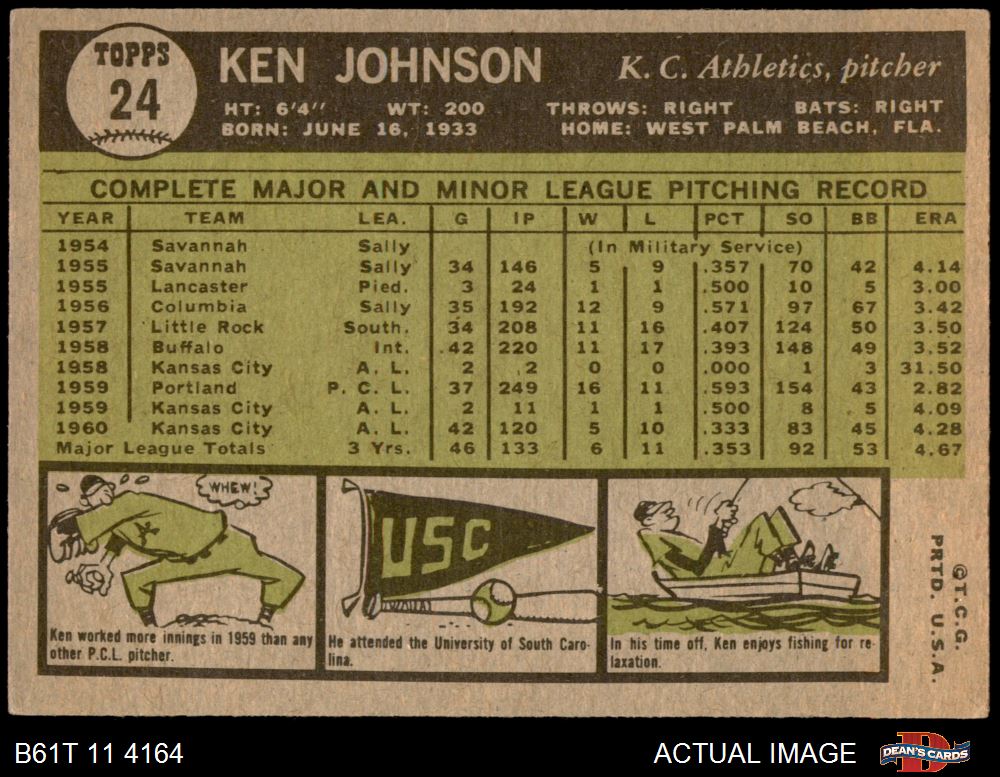 TOPPS
24
KEN JOHNSON K. C. Athletics, pitcher
HT: 6'4" WT: 200 THROWS: RIGHT BATS: RIGHT
BORN: JUNE 16, 1933 HOME: WEST PALM BEACH, FLA.
COMPLETE MAJOR AND MINOR LEAGUE PITCHING RECORD
YEAR TEAM LEA. G IP W L PCT SO BB ERA
1954 Savannah Sally (In Military Service)
1955 Savannah Sally 34 146 5 9 .357 70 42 4.14
1955 Lancaster Pied. 3 24 1 1 .500 10 5 3.00
1956 Columbia Sally 35 192 12 9 .571 97 67 3.42
1957 Little Rock South. 34 208 11 16 .407 124 50 3.50
1958 Buffalo Int. 42 220 11 17 .393 148 49 3.52
1958 Kansas City A. L. 2 2 0 0 .000 1 3 31.50
1959 Portland P. C. L. 37 249 16 11 .593 154 43 2.82
1959 Kansas City A. L. 2 11 1 1 .500 8 5 4.09
1960 Kansas City A. L. 42 120 5 10 .333 83 45 4.28
Major League Totals 3 Yrs. 46 133 6 11 .353 92 53 4.67
WHEW!
Ken worked more innings in 1959 than any
other P.C.L. pitcher.
USC
He attended the University of South Caro-
lina.
In his time off, Ken enjoys fishing for re-
laxation.
©T.C.G.
PRTD. U.S.A.
B61T 11 4164 ACTUAL IMAGE
D
DEAN'S CARDS